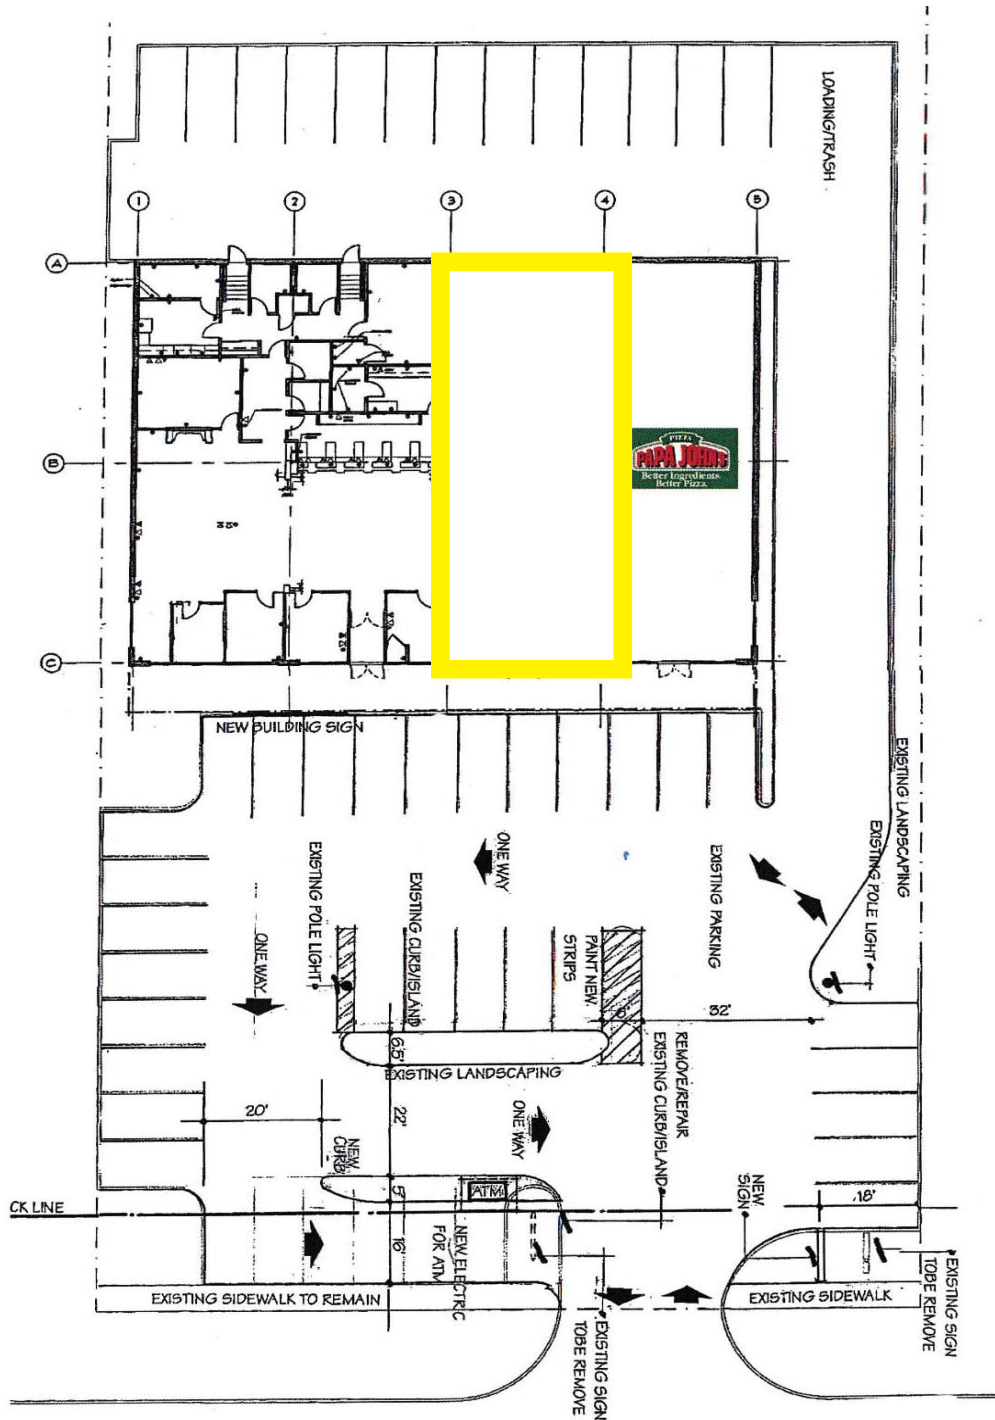 LOADING/TRASH
1
2
3
4
5
A
B
C
PIZZA
PAPA JOHNS
Better Ingredients.
Better Pizza.
NEW BUILDING SIGN
EXISTING LANDSCAPING
EXISTING POLE LIGHT
ONE WAY
EXISTING PARKING
EXISTING POLE LIGHT
EXISTING CURB/ISLAND
PAINT NEW
STRIPS
ONE WAY
6'
32'
6.5'
EXISTING LANDSCAPING
REMOVE/REPAIR
EXISTING CURB/ISLAND
20'
22'
ONE WAY
NEW
CURB
5'
ATM
NEW
SIGN
18'
CK LINE
16'
NEW ELECTRIC
FOR ATM
EXISTING SIDEWALK TO REMAIN
EXISTING SIDEWALK
EXISTING SIGN
TOBE REMOVE
EXISTING SIGN
TOBE REMOVE